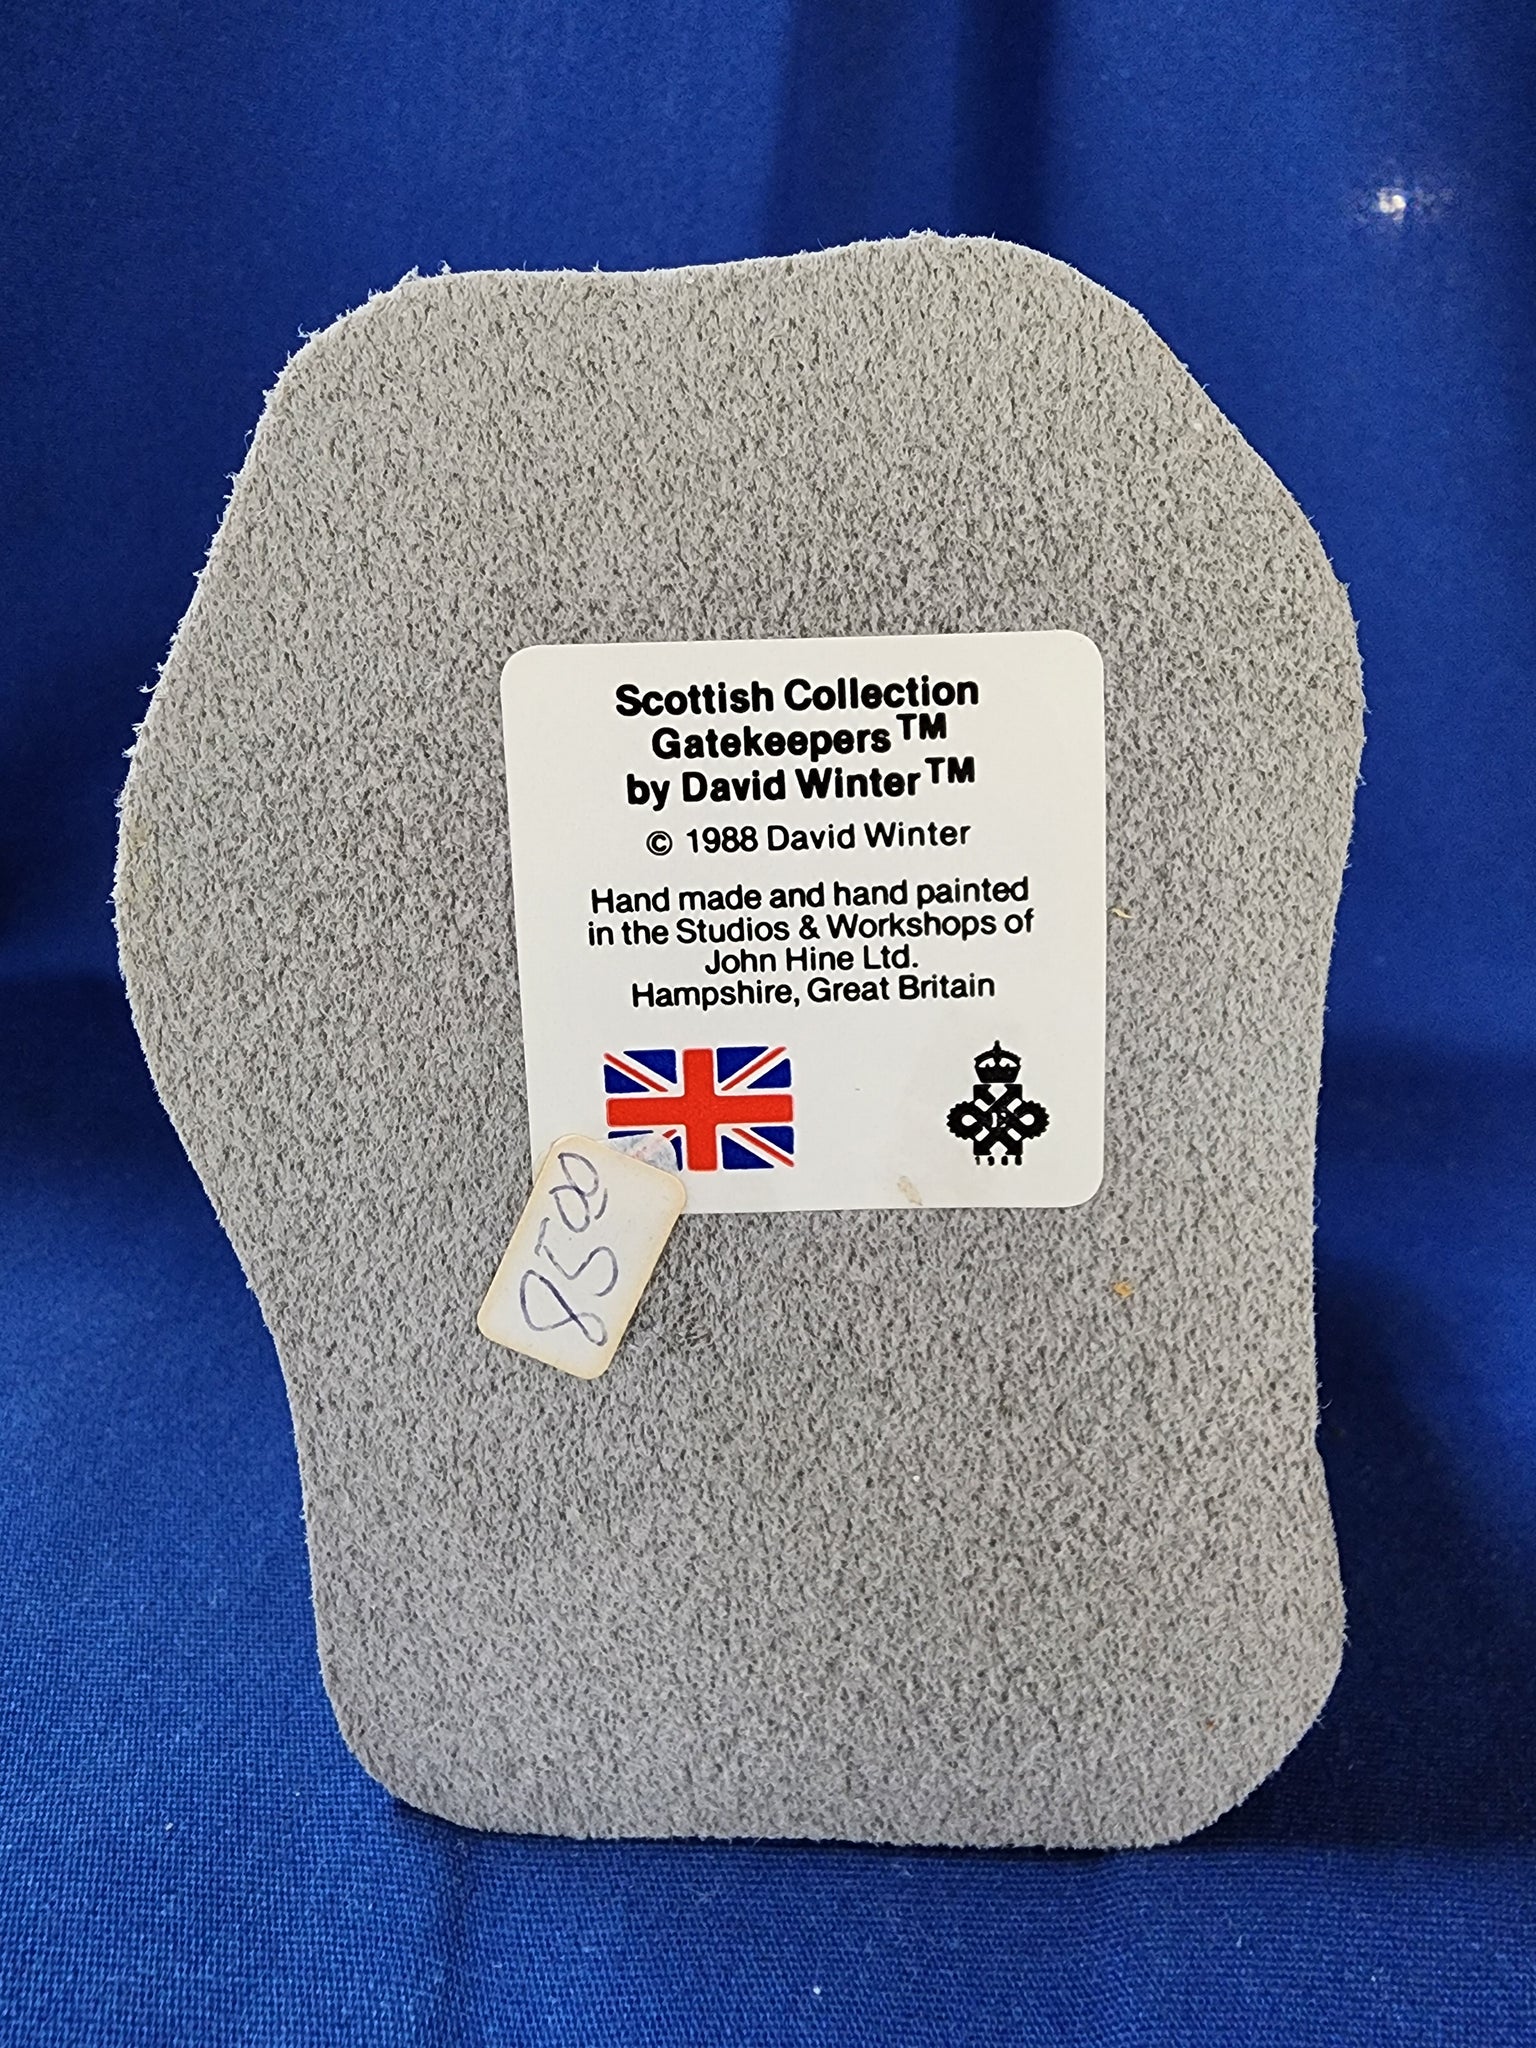 Scottish Collection
Gatekeepers™
by David Winter™
© 1988 David Winter
Hand made and hand painted
in the Studios & Workshops of
John Hine Ltd.
Hampshire, Great Britain
8500